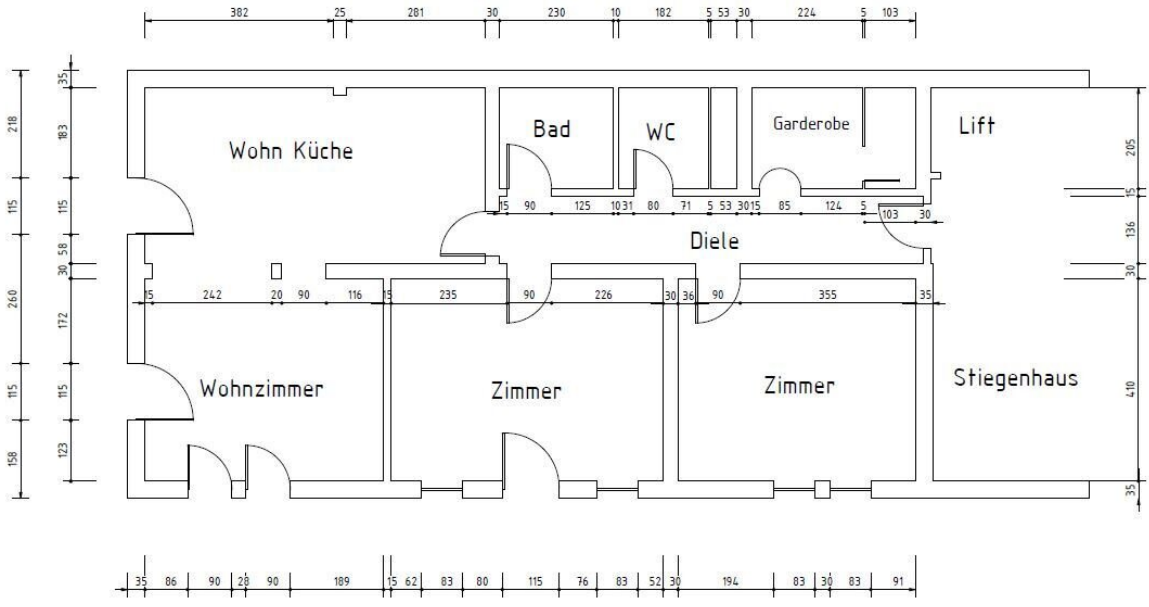 382 25 281 30 230 10 182 5 53 30 224 5 103
35
218 183 205
Bad WC Garderobe Lift
Wohn Küche
15
115 115
15 90 125 10 31 80 71 5 53 30 15 85 124 5 103 30
136
Diele
58
30 30
15 242 20 90 116 15 235 90 226 30 36 90 355 35
260 172
Wohnzimmer Zimmer Zimmer Stiegenhaus
115 115 410
158 123
35
35 86 90 28 90 189 15 62 83 80 115 76 83 52 30 194 83 30 83 91